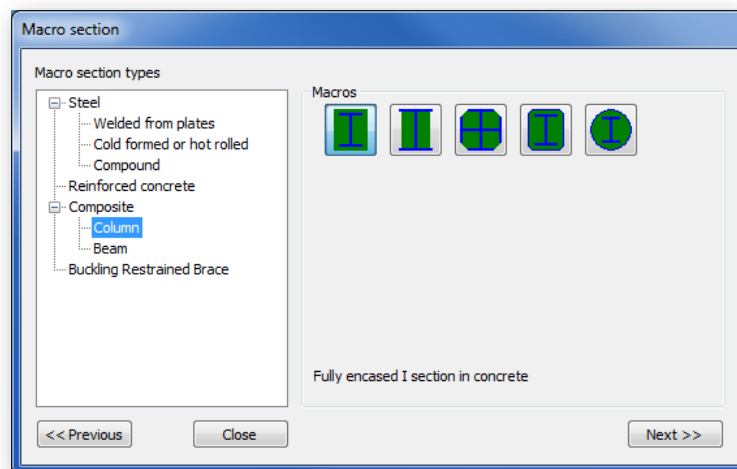 Macro section
Macro section types
Steel
Welded from plates
Cold formed or hot rolled
Compound
Reinforced concrete
Composite
Column
Beam
Buckling Restrained Brace
Macros
Fully encased I section in concrete
<< Previous
Close
Next >>